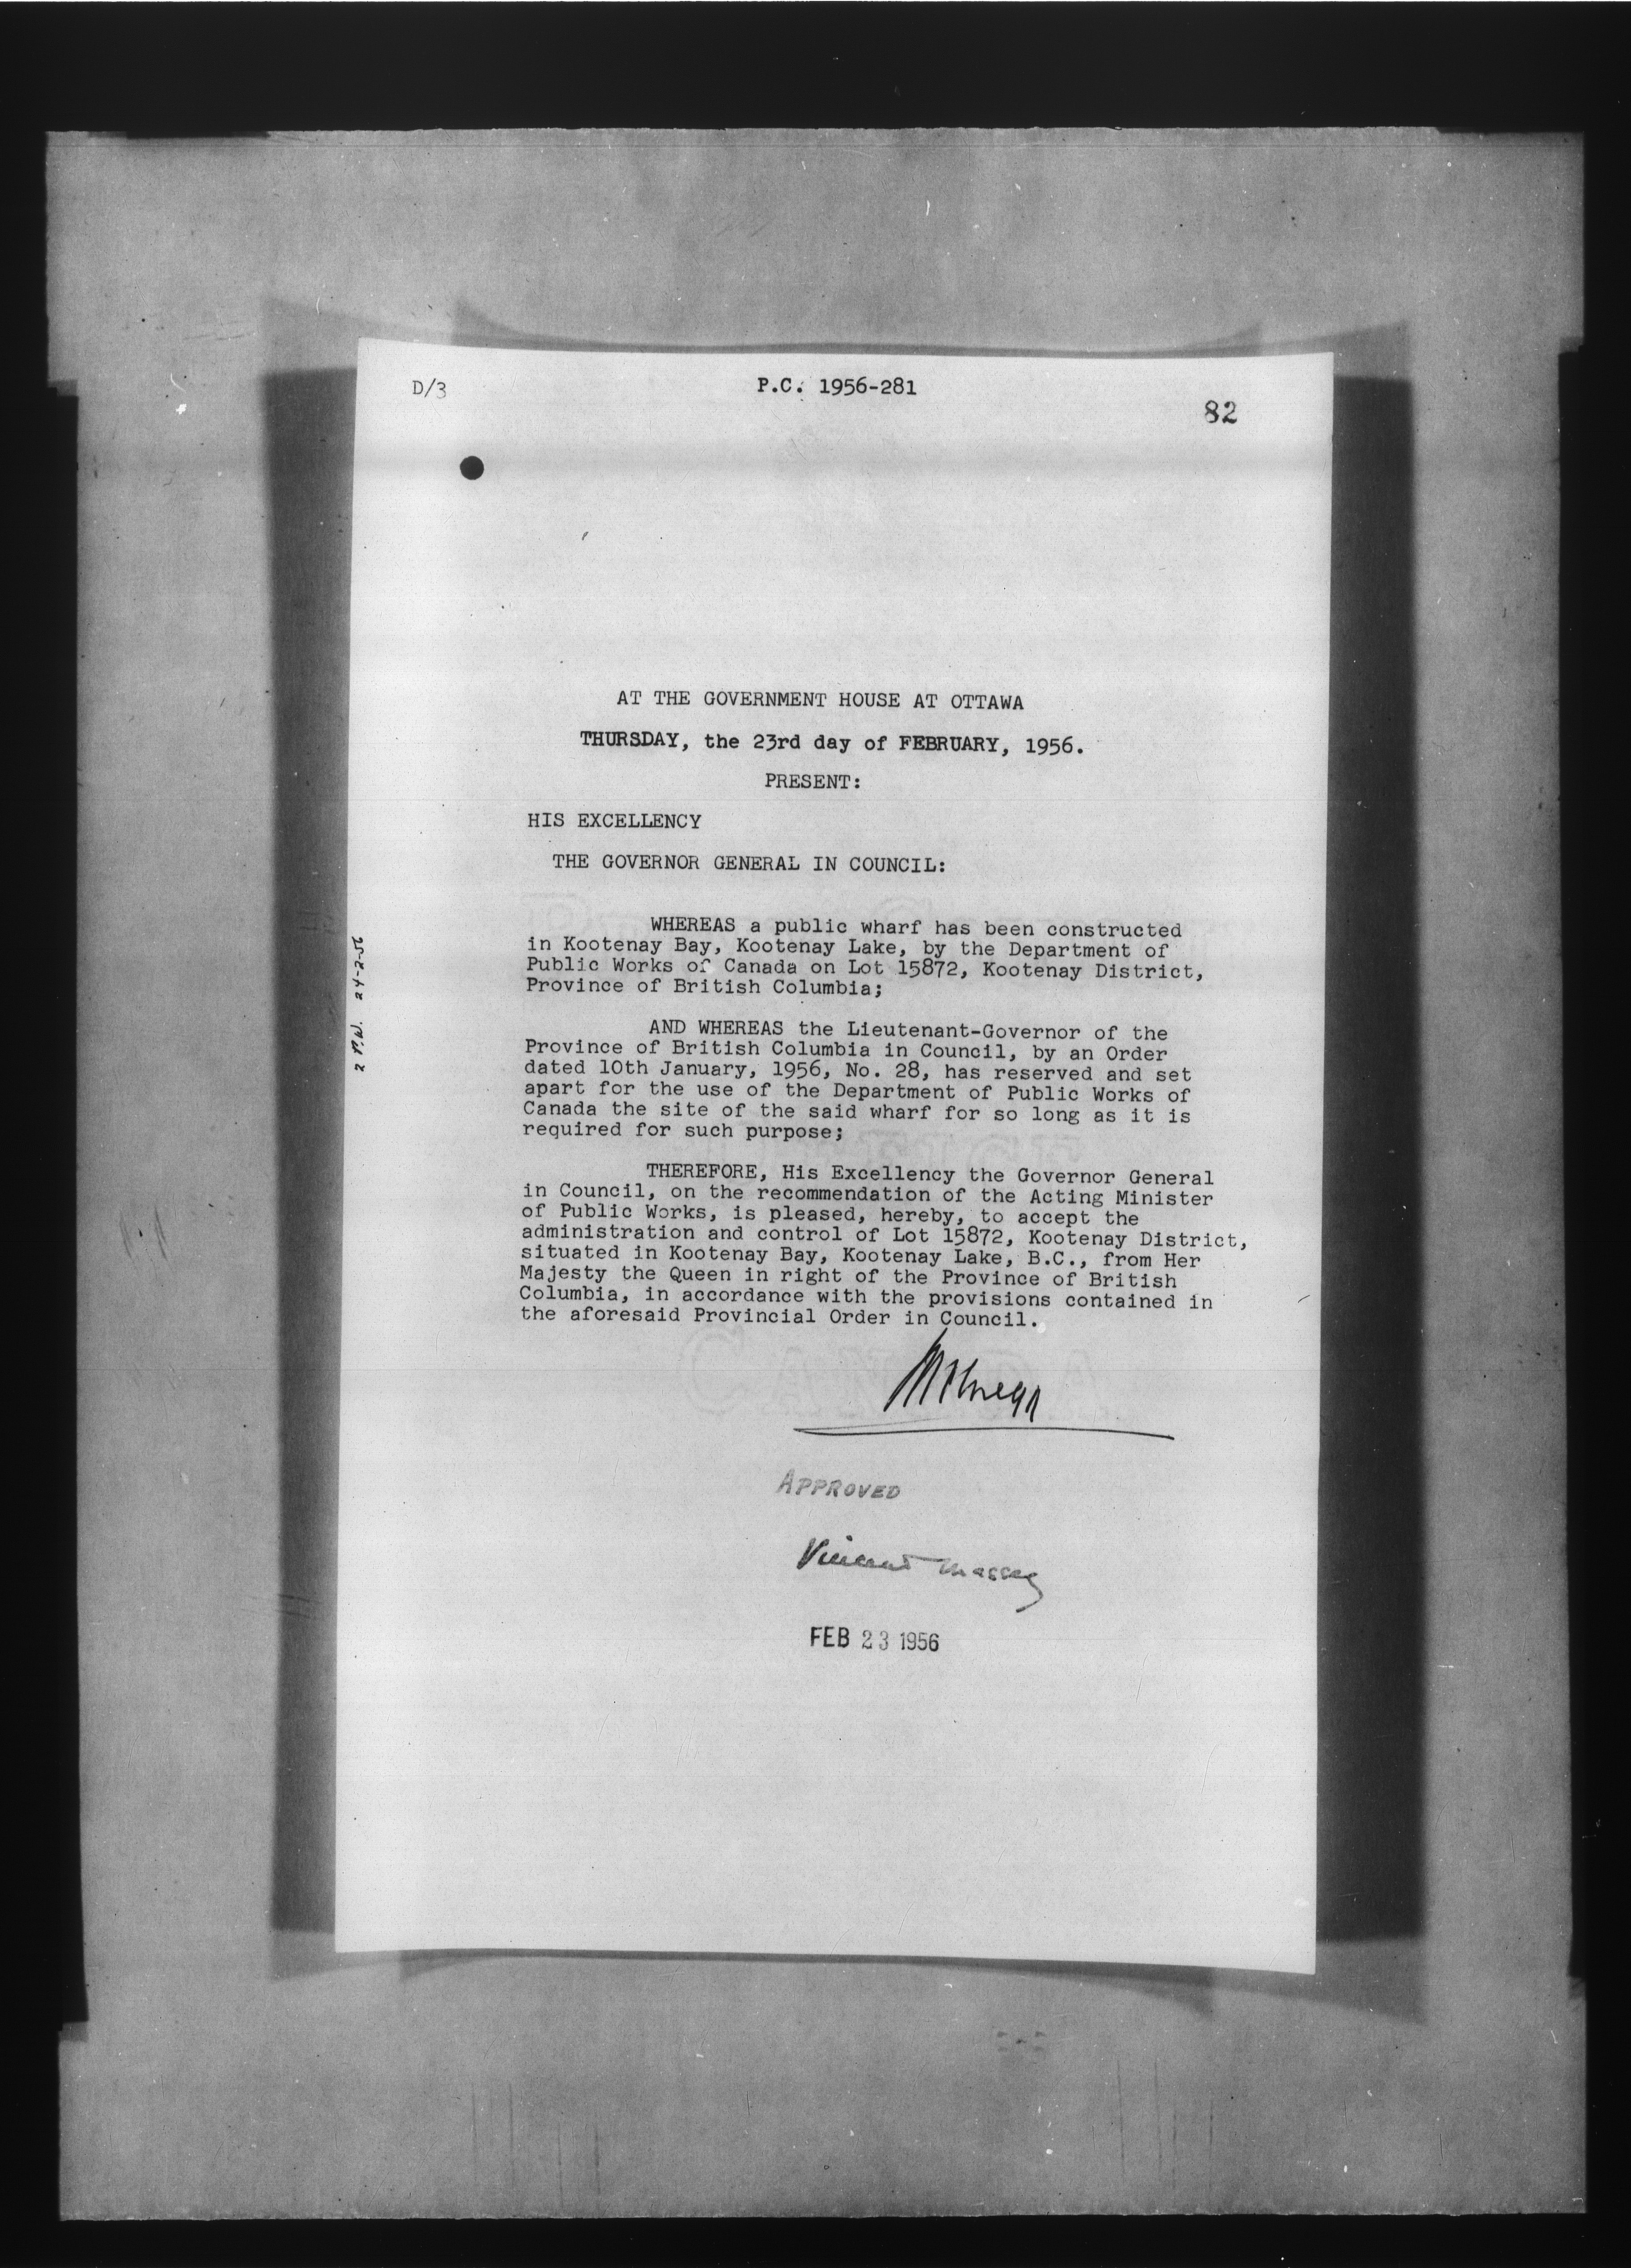 D/3
P.C. 1956-281
82
AT THE GOVERNMENT HOUSE AT OTTAWA
THURSDAY, the 23rd day of FEBRUARY, 1956.
PRESENT:
HIS EXCELLENCY
THE GOVERNOR GENERAL IN COUNCIL:
WHEREAS a public wharf has been constructed
in Kootenay Bay, Kootenay Lake, by the Department of
Public Works of Canada on Lot 15872, Kootenay District,
Province of British Columbia;
AND WHEREAS the Lieutenant-Governor of the
Province of British Columbia in Council, by an Order
dated 10th January, 1956, No. 28, has reserved and set
apart for the use of the Department of Public Works of
Canada the site of the said wharf for so long as it is
required for such purpose;
THEREFORE, His Excellency the Governor General
in Council, on the recommendation of the Acting Minister
of Public Works, is pleased, hereby, to accept the
administration and control of Lot 15872, Kootenay District,
situated in Kootenay Bay, Kootenay Lake, B.C., from Her
Majesty the Queen in right of the Province of British
Columbia, in accordance with the provisions contained in
the aforesaid Provincial Order in Council.
APPROVED
Vincent Massey
FEB 23 1956
2 P.W. 24-2-56